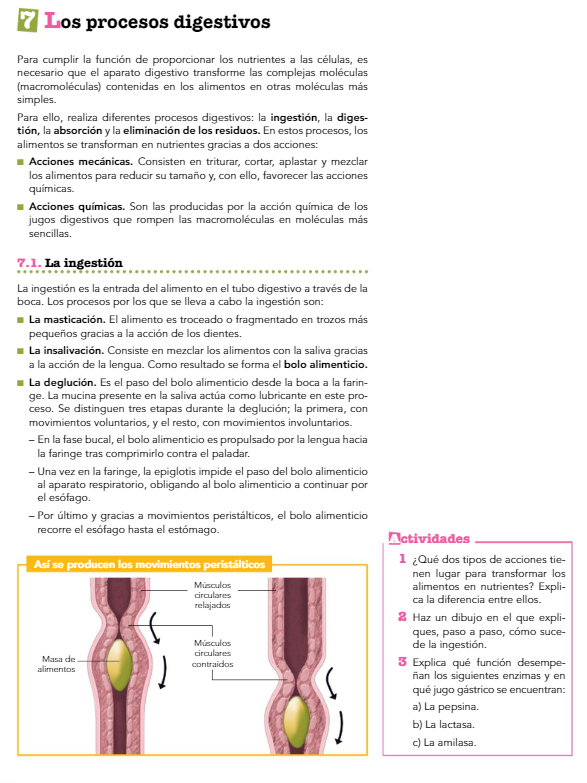 7 Los procesos digestivos
Para cumplir la función de proporcionar los nutrientes a las células, es
necesario que el aparato digestivo transforme las complejas moléculas
(macromoléculas) contenidas en los alimentos en otras moléculas más
simples.
Para ello, realiza diferentes procesos digestivos: la ingestión, la diges-
tión, la absorción y la eliminación de los residuos. En estos procesos, los
alimentos se transforman en nutrientes gracias a dos acciones:
Acciones mecánicas. Consisten en triturar, cortar, aplastar y mezclar
los alimentos para reducir su tamaño y, con ello, favorecer las acciones
químicas.
Acciones químicas. Son las producidas por la acción química de los
jugos digestivos que rompen las macromoléculas en moléculas más
sencillas.
7.1. La ingestión
La ingestión es la entrada del alimento en el tubo digestivo a través de la
boca. Los procesos por los que se lleva a cabo la ingestión son:
La masticación. El alimento es troceado o fragmentado en trozos más
pequeños gracias a la acción de los dientes.
La insalivación. Consiste en mezclar los alimentos con la saliva gracias
a la acción de la lengua. Como resultado se forma el bolo alimenticio.
La deglución. Es el paso del bolo alimenticio desde la boca a la farin-
ge. La mucina presente en la saliva actúa como lubricante en este pro-
ceso. Se distinguen tres etapas durante la deglución; la primera, con
movimientos voluntarios, y el resto, con movimientos involuntarios.
– En la fase bucal, el bolo alimenticio es propulsado por la lengua hacia
la faringe tras comprimirlo contra el paladar.
– Una vez en la faringe, la epiglotis impide el paso del bolo alimenticio
al aparato respiratorio, obligando al bolo alimenticio a continuar por
el esófago.
– Por último y gracias a movimientos peristálticos, el bolo alimenticio
recorre el esófago hasta el estómago.
Así se producen los movimientos peristálticos
Músculos
circulares
relajados
Músculos
circulares
contraídos
Masa de
alimentos
Actividades
1 ¿Qué dos tipos de acciones tie-
nen lugar para transformar los
alimentos en nutrientes? Expli-
ca la diferencia entre ellos.
2 Haz un dibujo en el que expli-
ques, paso a paso, cómo suce-
de la ingestión.
3 Explica qué función desempe-
ñan los siguientes enzimas y en
qué jugo gástrico se encuentran:
a) La pepsina.
b) La lactasa.
c) La amilasa.